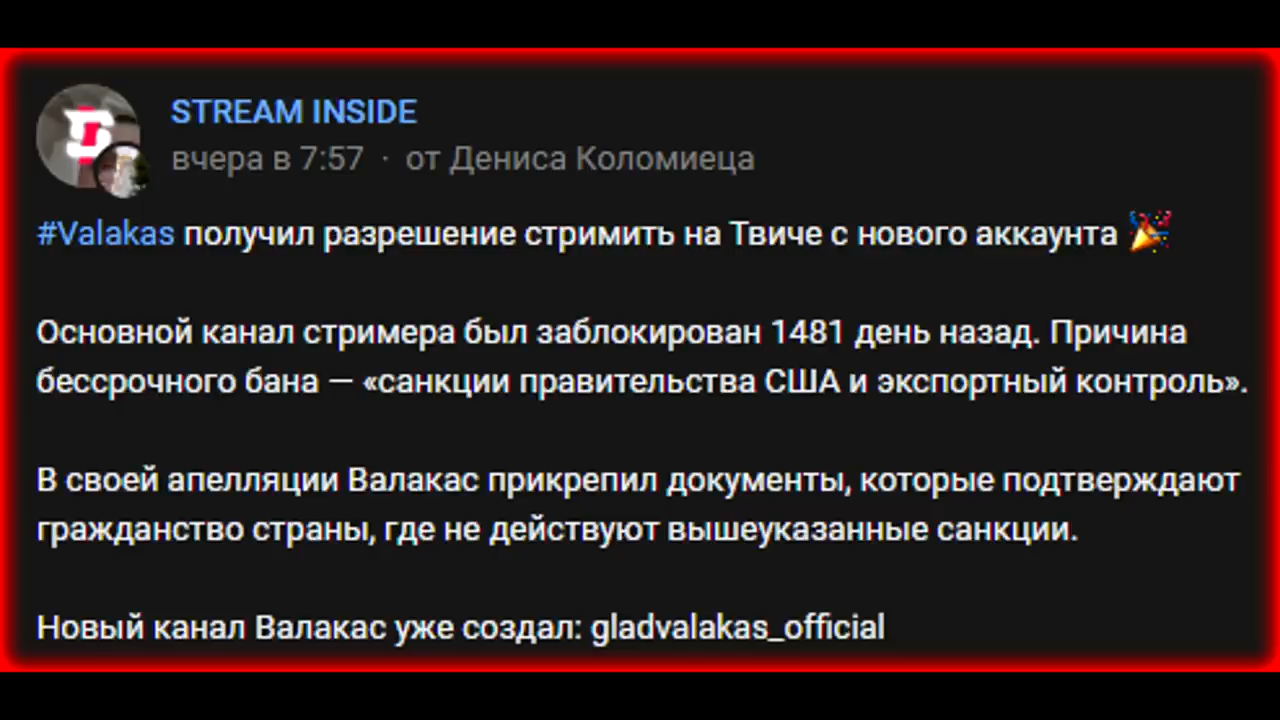 STREAM INSIDE
вчера в 7:57 · от Дениса Коломиеца
#Valakas получил разрешение стримить на Твиче с нового аккаунта 🎉
Основной канал стримера был заблокирован 1481 день назад. Причина
бессрочного бана — «санкции правительства США и экспортный контроль».
В своей апелляции Валакас прикрепил документы, которые подтверждают
гражданство страны, где не действуют вышеуказанные санкции.
Новый канал Валакас уже создал: gladvalakas_official